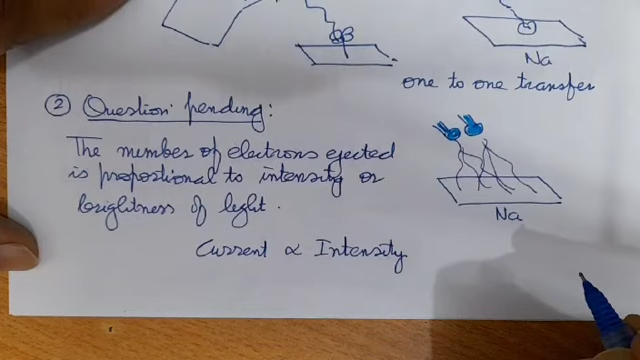 Na
one to one transfer
② Question pending:
The number of electrons ejected
is proportional to intensity or
brightness of light.
Na
Current ∝ Intensity